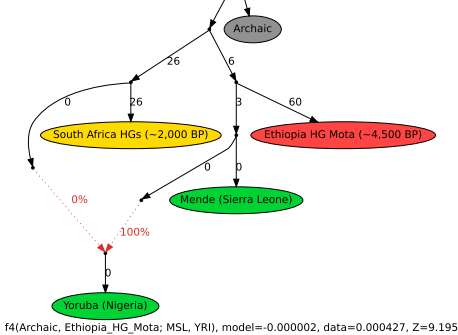 Archaic
26
6
0
26
3
60
South Africa HGs (~2,000 BP)
Ethiopia HG Mota (~4,500 BP)
0
0
Mende (Sierra Leone)
0%
100%
0
Yoruba (Nigeria)
f4(Archaic, Ethiopia_HG_Mota; MSL, YRI), model=-0.000002, data=0.000427, Z=9.195